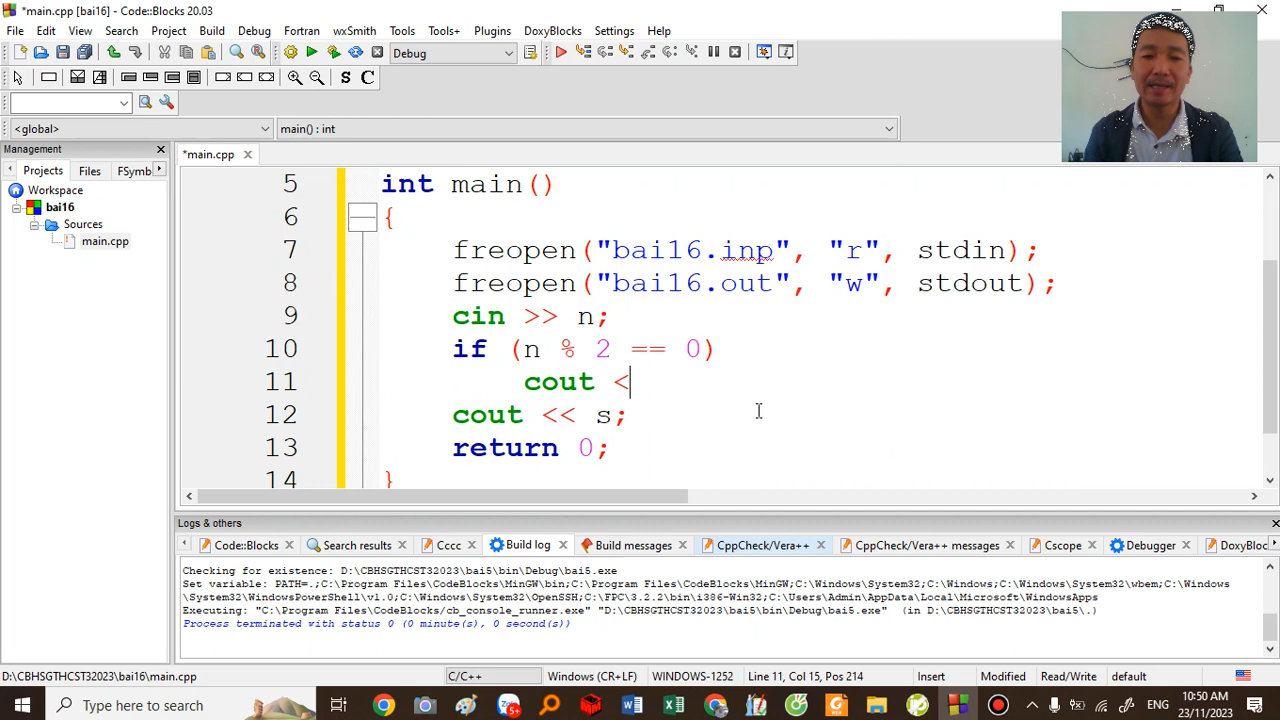 *main.cpp [bai16] - Code::Blocks 20.03
File Edit View Search Project Build Debug Fortran wxSmith Tools Tools+ Plugins DoxyBlocks Settings Help
Debug
S C
<global> main() : int
Management
Projects Files FSymb
Workspace
bai16
Sources
main.cpp
*main.cpp
5 int main()
6 {
7 freopen("bai16.inp", "r", stdin);
8 freopen("bai16.out", "w", stdout);
9 cin >> n;
10 if (n % 2 == 0)
11 cout <
12 cout << s;
13 return 0;
14 }
Logs & others
Code::Blocks Search results Cccc Build log Build messages CppCheck/Vera++ CppCheck/Vera++ messages Cscope Debugger DoxyBloc
Checking for existence: D:\CBHSGTHCST32023\bai5\bin\Debug\bai5.exe
Set variable: PATH=.;C:\Program Files\CodeBlocks\MinGW\bin;C:\Program Files\CodeBlocks\MinGW;C:\Windows\System32;C:\Windows;C:\Windows\System32\wbem;C:\Windows
\System32\WindowsPowerShell\v1.0;C:\Windows\System32\OpenSSH;C:\FPC\3.2.2\bin\i386-Win32;C:\Users\Admin\AppData\Local\Microsoft\WindowsApps
Executing: "C:\Program Files\CodeBlocks/cb_console_runner.exe" "D:\CBHSGTHCST32023\bai5\bin\Debug\bai5.exe" (in D:\CBHSGTHCST32023\bai5\.)
Process terminated with status 0 (0 minute(s), 0 second(s))
D:\CBHSGTHCST32023\bai16\main.cpp C/C++ Windows (CR+LF) WINDOWS-1252 Line 11, Col 15, Pos 214 Insert Modified Read/Write default
Type here to search
5+
ENG
10:50 AM
23/11/2023